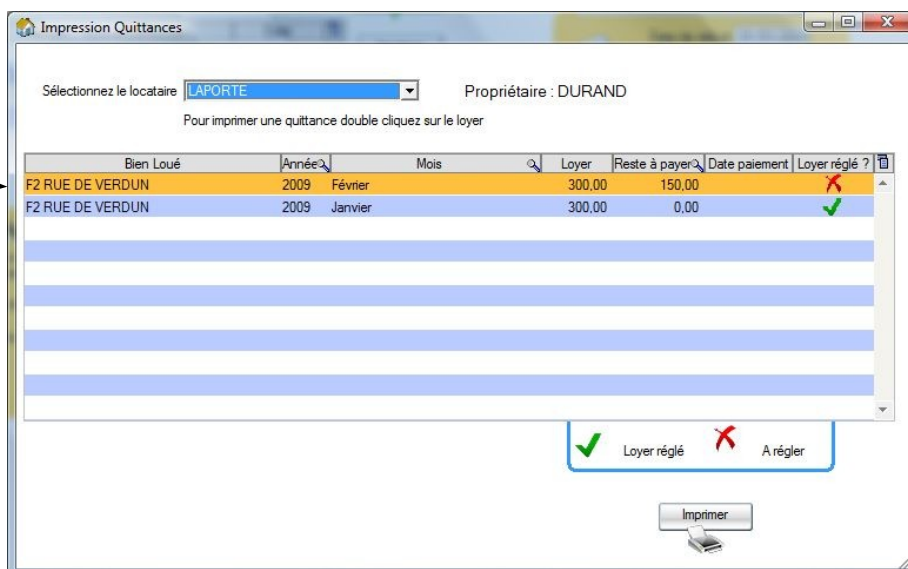 Impression Quittances
Sélectionnez le locataire LAPORTE Propriétaire : DURAND
Pour imprimer une quittance double cliquez sur le loyer
Bien Loué Année Mois Loyer Reste à payer Date paiement Loyer réglé ?
F2 RUE DE VERDUN 2009 Février 300,00 150,00
F2 RUE DE VERDUN 2009 Janvier 300,00 0,00
Loyer réglé A régler
Imprimer